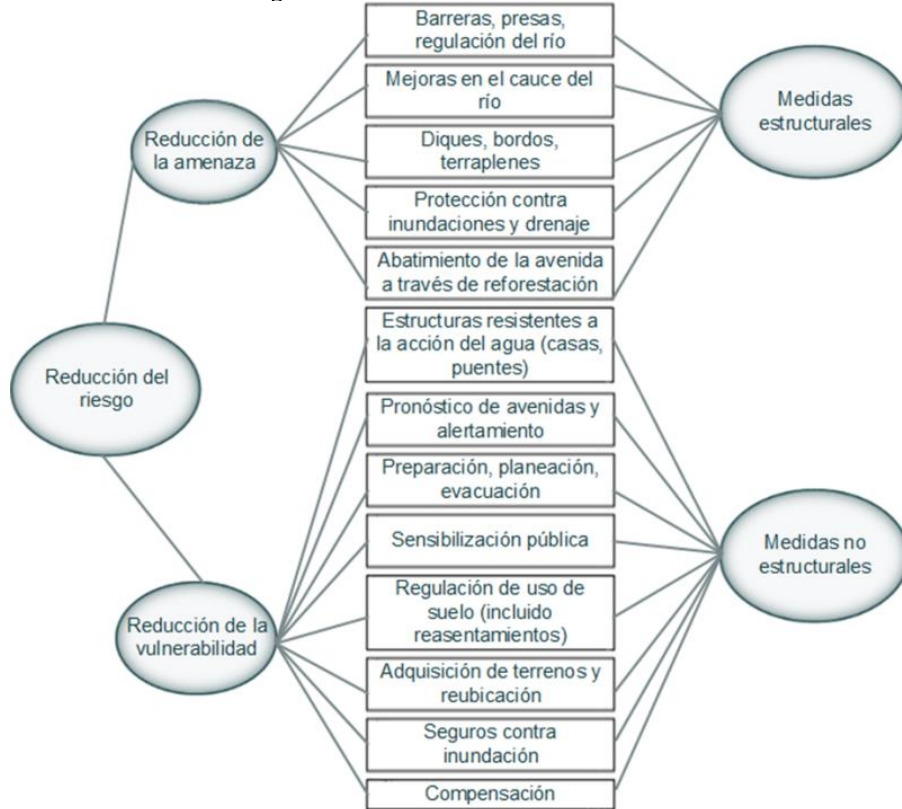 Barreras, presas,
regulación del río
Mejoras en el cauce del
río
Medidas
estructurales
Reducción de
la amenaza
Diques, bordos,
terraplenes
Protección contra
inundaciones y drenaje
Abatimiento de la avenida
a través de reforestación
Estructuras resistentes a
la acción del agua (casas,
puentes)
Reducción del
riesgo
Pronóstico de avenidas y
alertamiento
Preparación, planeación,
evacuación
Sensibilización pública
Medidas no
estructurales
Regulación de uso de
suelo (incluido
reasentamientos)
Reducción de la
vulnerabilidad
Adquisición de terrenos y
reubicación
Seguros contra
inundación
Compensación